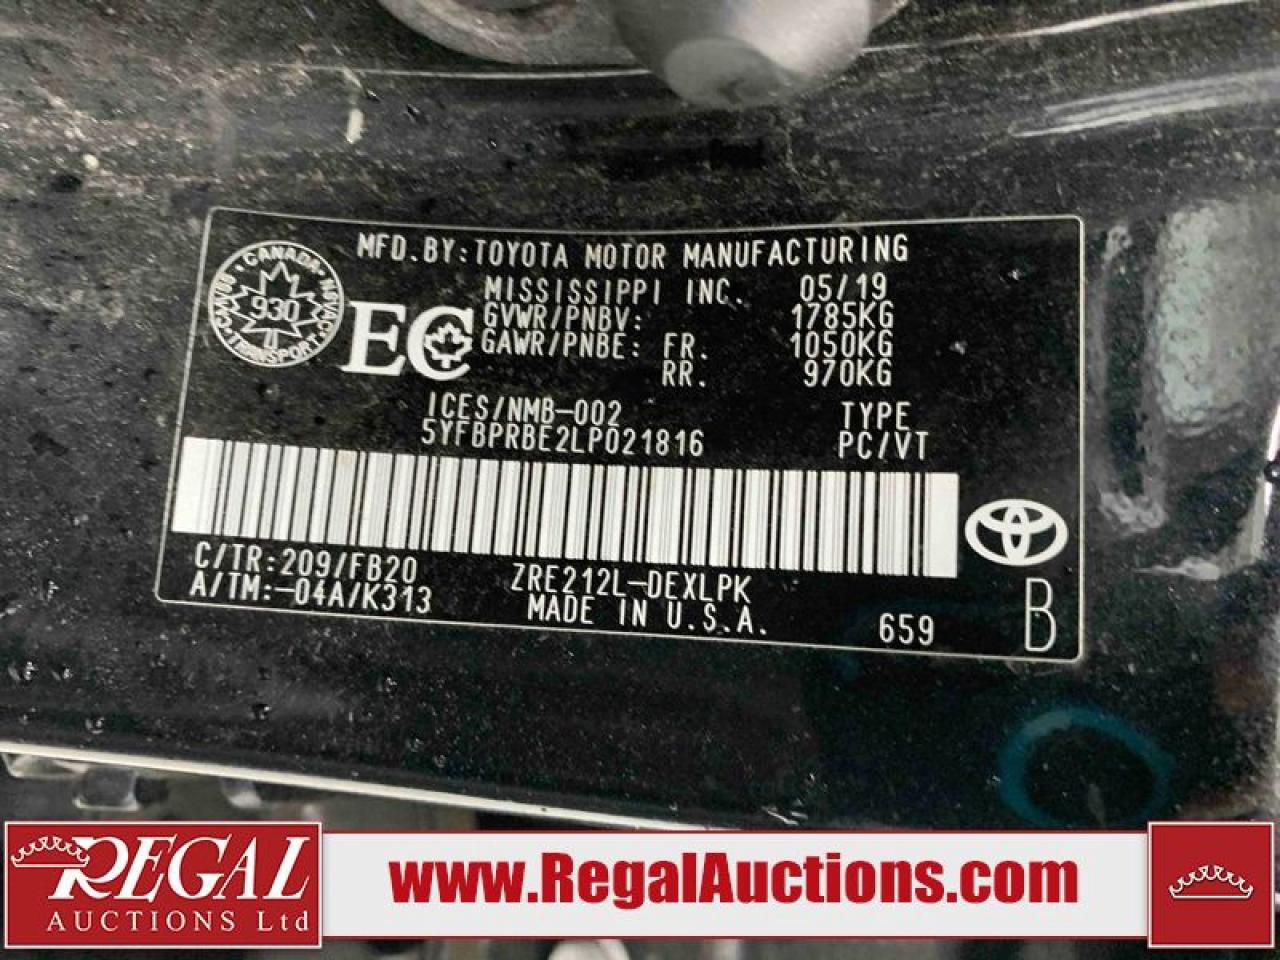 MFD.BY:TOYOTA MOTOR MANUFACTURING
MISSISSIPPI INC. 05/19
GVWR/PNBV: 1785KG
GAWR/PNBE: FR. 1050KG
RR. 970KG
CANADA
930
TRANSPORT
EC
ICES/NMB-002 TYPE
5YFBPRBE2LP021816 PC/VT
C/TR:209/FB20 ZRE212L-DEXLPK
A/TM:-04A/K313 MADE IN U.S.A. 659 B
REGAL
AUCTIONS Ltd
www.RegalAuctions.com